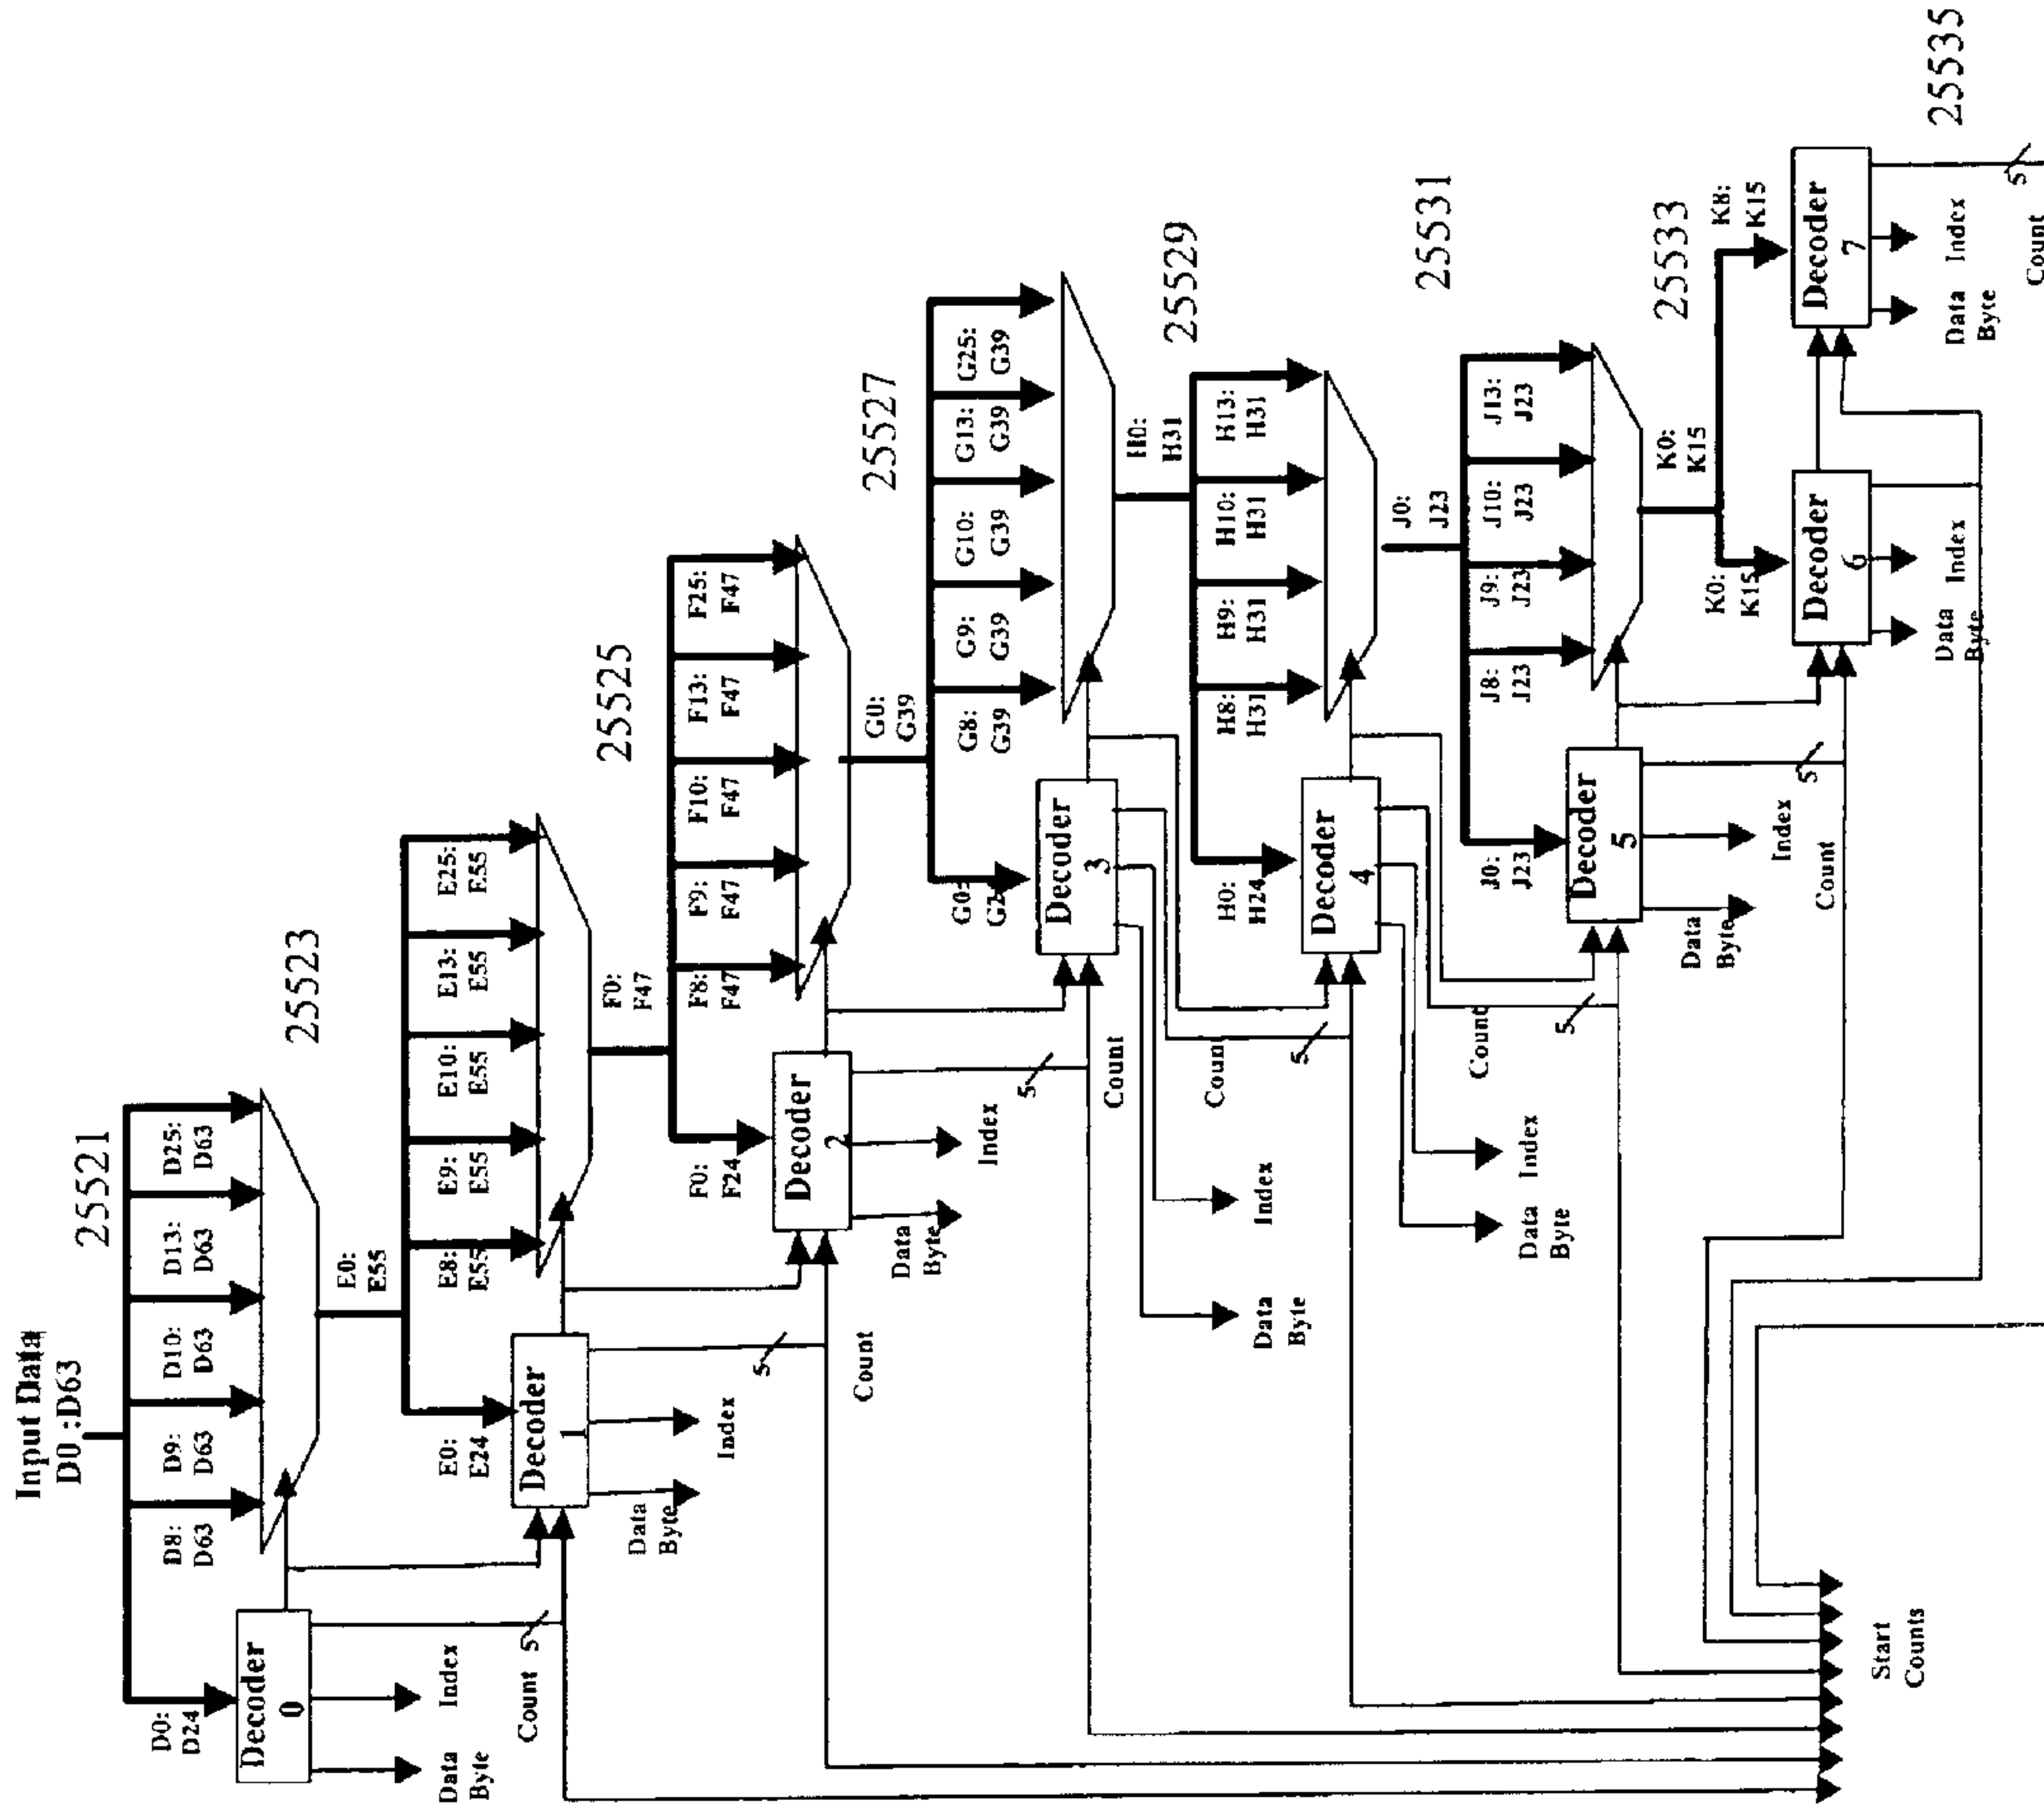 Input Data
D0 :D63
25521
D0:
D24
D8:
D63
D9:
D63
D10:
D63
D13:
D63
D25:
D63
Decoder
0
Data
Byte
Index
Count
5
E0:
E55
25523
E0:
E24
E8:
E55
E9:
E55
E10:
E55
E13:
E55
E25:
E55
Decoder
1
Data
Byte
Index
5
Count
F0:
F47
25525
F0:
F24
F8:
F47
F9:
F47
F10:
F47
F13:
F47
F25:
F47
Decoder
2
Data
Byte
Index
5
Count
G0:
G39
25527
G0:
G8:
G39
G9:
G39
G10:
G39
G13:
G39
G25:
G39
Decoder
3
Data
Byte
Index
Count
5
H0:
H31
25529
H0:
H24
H8:
H31
H9:
H31
H10:
H31
H13:
H31
Decoder
4
Data
Byte
Index
Count
5
J0:
J23
25531
J0:
J23
J8:
J23
J9:
J23
J10:
J23
J13:
J23
Decoder
5
Data
Byte
Index
Count
5
K0:
K15
25533
K0:
K15
K8:
K15
Decoder
6
Data
Byte
Index
Decoder
7
Data
Byte
Index
5
Count
25535
Start
Counts